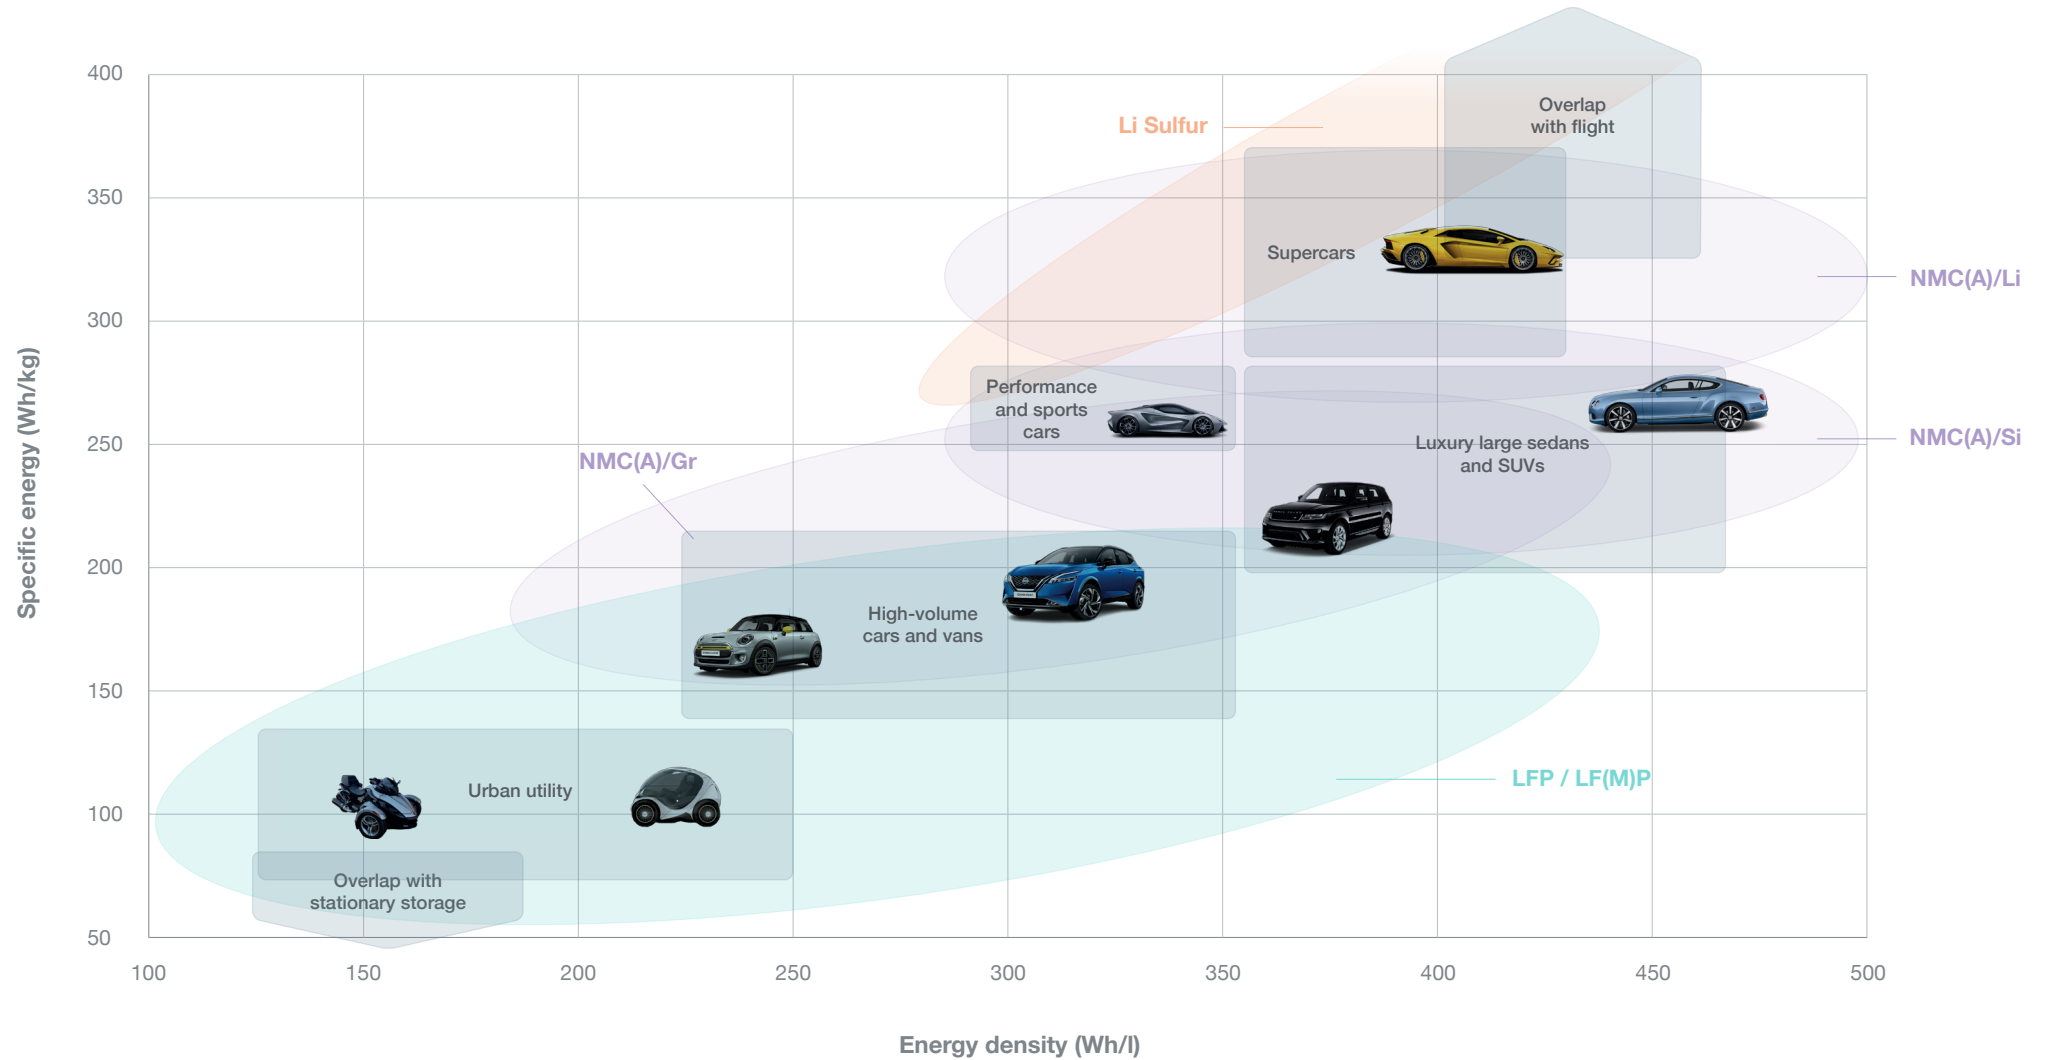 400
350
300
250
200
150
100
50
Specific energy (Wh/kg)
Overlap
with flight
Li Sulfur
Supercars
NMC(A)/Li
Performance
and sports
cars
Luxury large sedans
and SUVs
NMC(A)/Si
NMC(A)/Gr
High-volume
cars and vans
LFP / LF(M)P
Urban utility
Overlap with
stationary storage
100 150 200 250 300 350 400 450 500
Energy density (Wh/l)